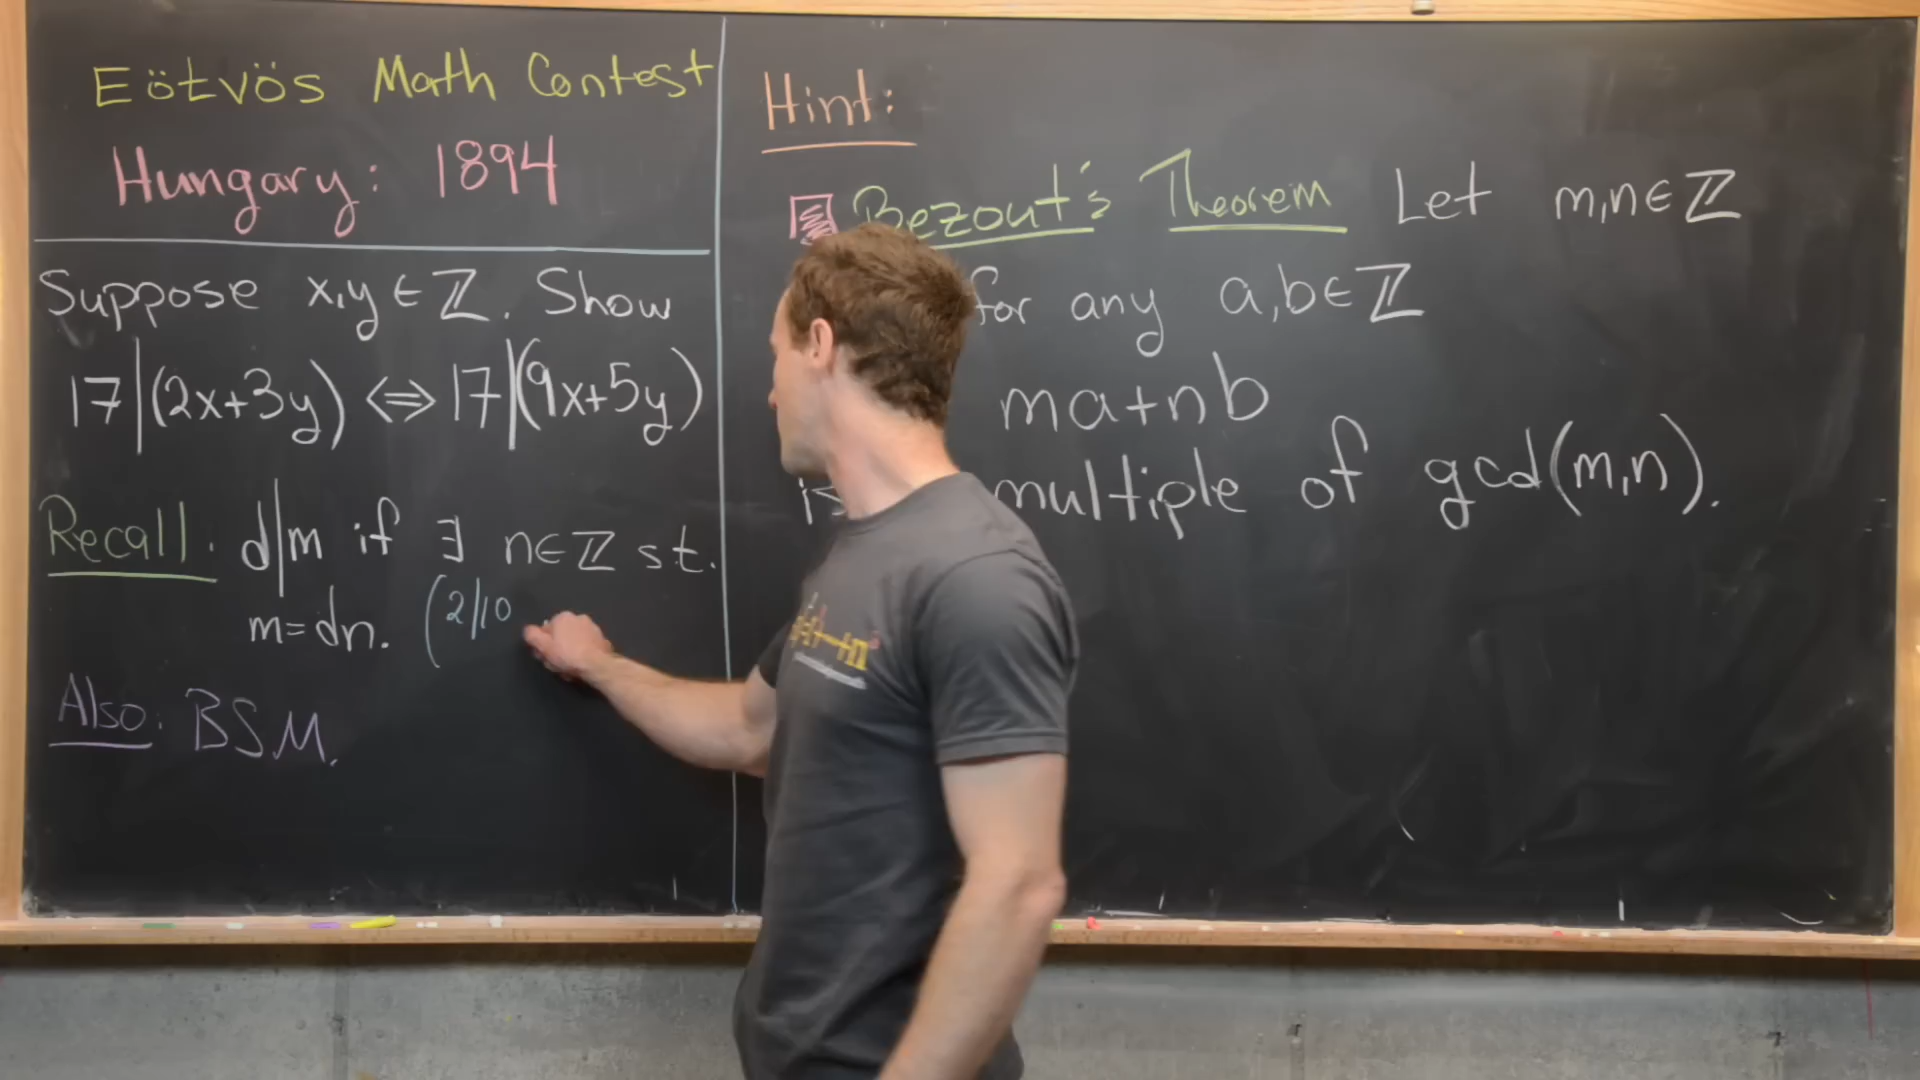 Eötvös Math Contest
Hungary: 1894
Suppose x,y ∈ ℤ. Show
17|(2x+3y) ⇔ 17|(9x+5y)
Recall: d|m if ∃ n∈ℤ s.t.
m=dn. (2|10
Also: BSM.
Hint:
Bezout's Theorem Let m,n∈ℤ
for any a,b∈ℤ
ma+nb
multiple of gcd(m,n).